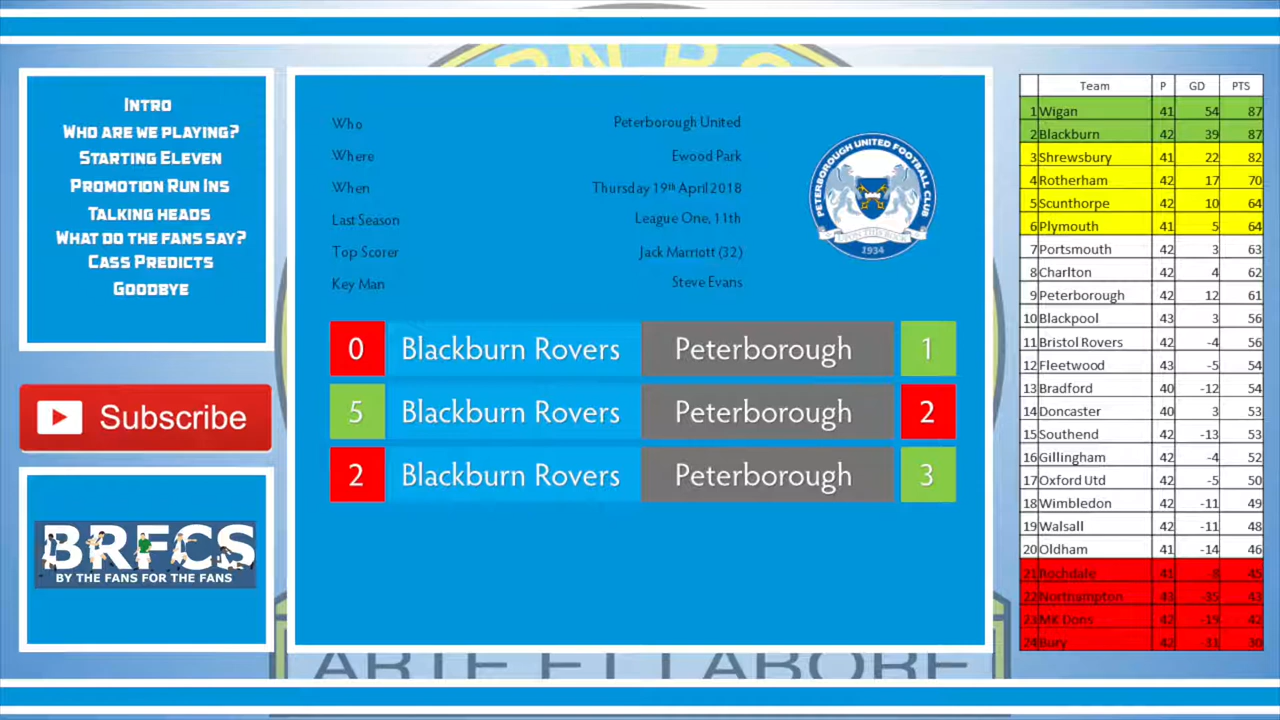 INTRO
WHO ARE WE PLAYING?
STARTING ELEVEN
PROMOTION RUN INS
TALKING HEADS
WHAT DO THE FANS SAY?
CASS PREDICTS
GOODBYE
Subscribe
BRFCS
BY THE FANS FOR THE FANS
Who Peterborough United
Where Ewood Park
When Thursday 19th April 2018
Last Season League One, 11th
Top Scorer Jack Marriott (32)
Key Man Steve Evans
PETERBOROUGH UNITED FOOTBALL CLUB
UPON THIS ROCK
1934
0 Blackburn Rovers Peterborough 1
5 Blackburn Rovers Peterborough 2
2 Blackburn Rovers Peterborough 3
Team P GD PTS
1 Wigan 41 54 87
2 Blackburn 42 39 87
3 Shrewsbury 41 22 82
4 Rotherham 42 17 70
5 Scunthorpe 42 10 64
6 Plymouth 41 5 64
7 Portsmouth 42 3 63
8 Charlton 42 4 62
9 Peterborough 42 12 61
10 Blackpool 43 3 56
11 Bristol Rovers 42 -4 56
12 Fleetwood 43 -5 54
13 Bradford 40 -12 54
14 Doncaster 40 3 53
15 Southend 42 -13 53
16 Gillingham 42 -4 52
17 Oxford Utd 42 -5 50
18 Wimbledon 42 -11 49
19 Walsall 42 -11 48
20 Oldham 41 -14 46
21 Rochdale 41 -8 45
22 Northampton 43 -35 43
23 MK Dons 42 -19 42
24 Bury 42 -31 30
ARTE ET LABORE